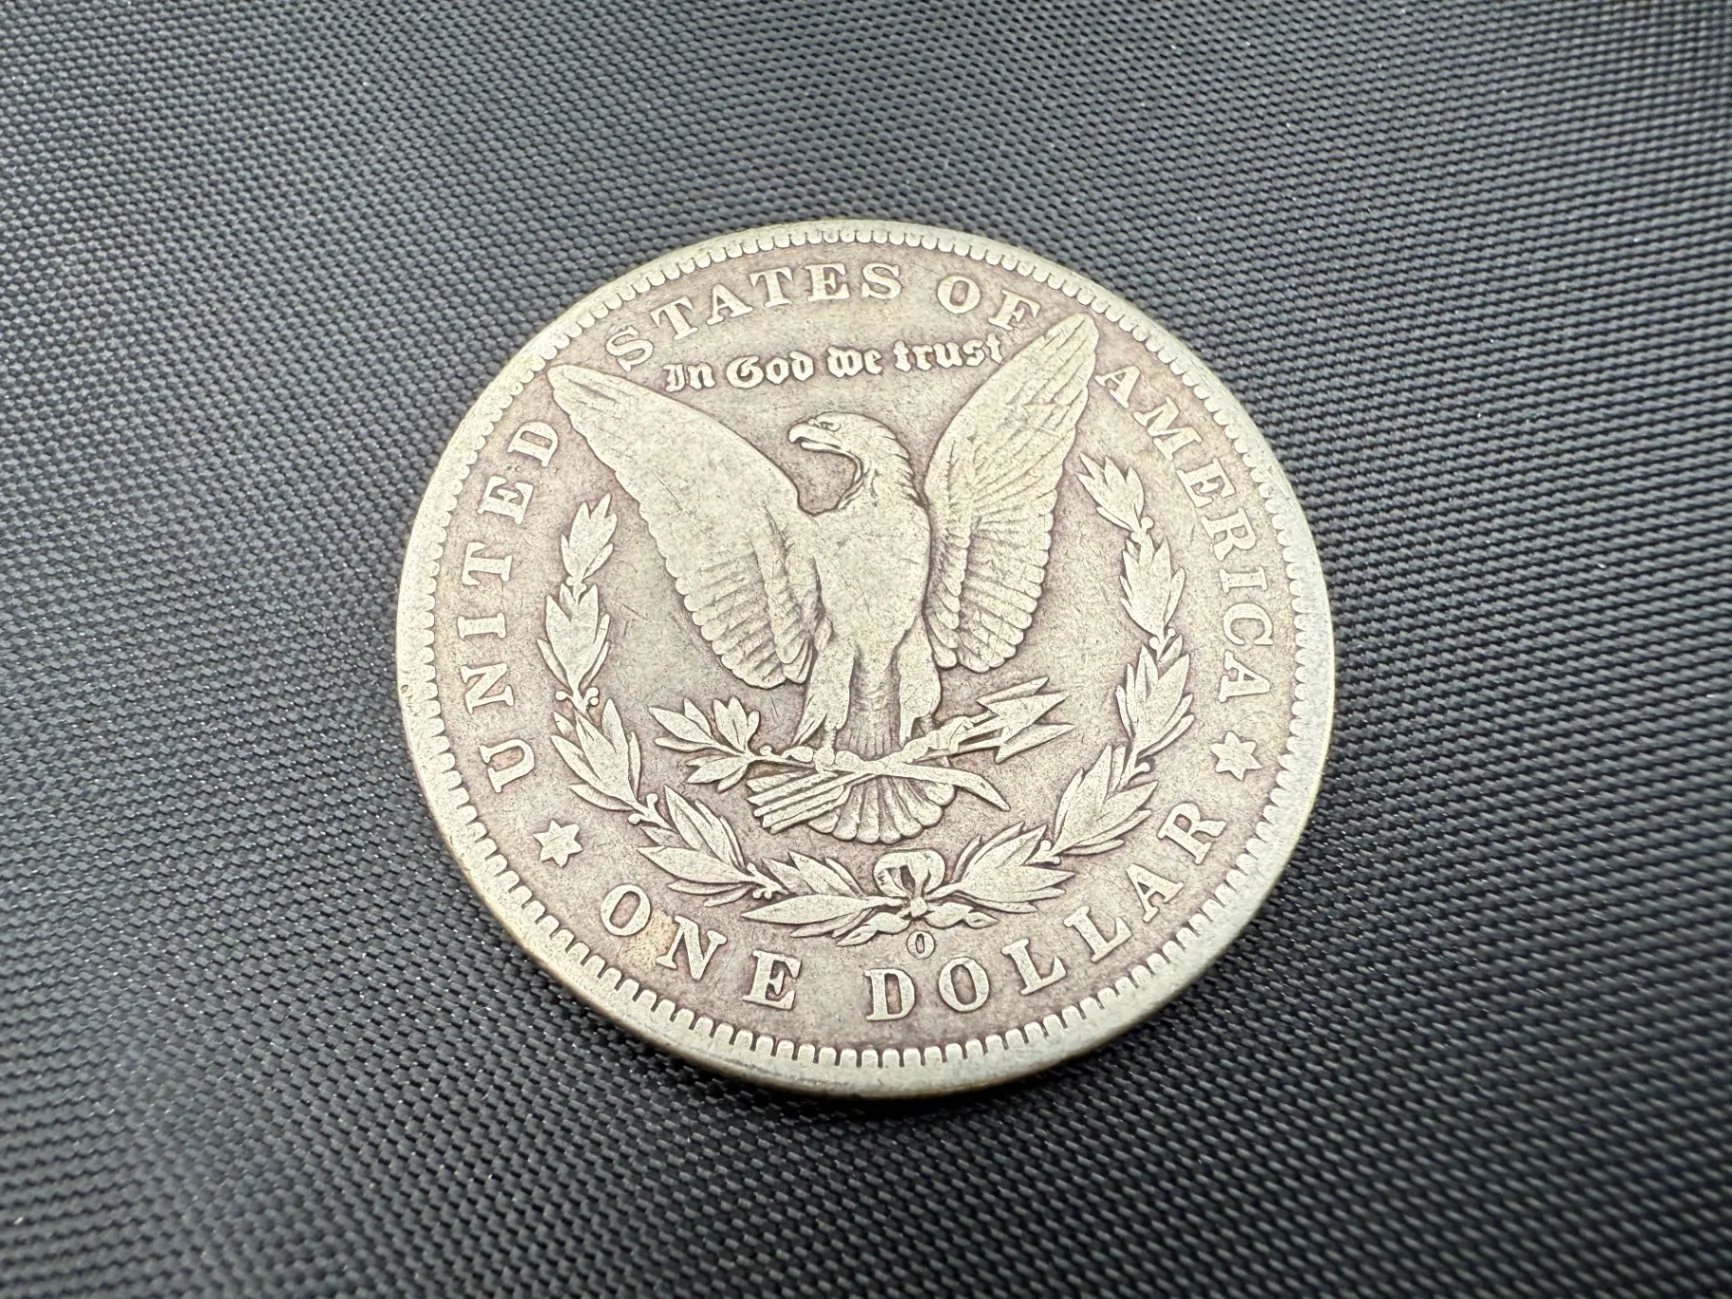 UNITED STATES OF AMERICA
In God we trust
O
ONE DOLLAR